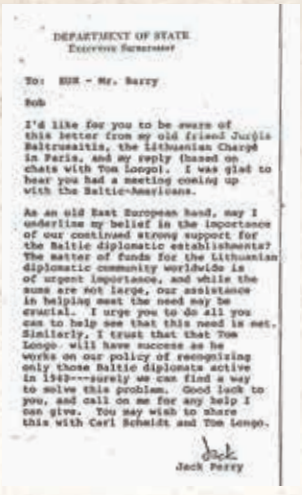 DEPARTMENT OF STATE
Executive Secretariat
To: EUR - Mr. Barry
Bob
I'd like for you to be aware of
this letter from my old friend Jurgis
Baltrusaitis, the Lithuanian Chargé
in Paris, and my reply (based on
chats with Tom Longo). I was glad to
hear you had a meeting coming up
with the Baltic-Americans.
As an old East European hand, may I
underline my belief in the importance
of our continued strong support for
the Baltic diplomatic establishments?
The matter of funds for the Lithuanian
diplomatic community worldwide is
of urgent importance, and while the
sums are not large, our assistance
in helping meet the need may be
crucial. I urge you to do all you
can to help see that this need is met.
Similarly, I trust that that Tom
Longo will have success as he
works on our policy of recognizing
only those Baltic diplomats active
in 1940---surely we can find a way
to solve this problem. Good luck to
you, and call on me for any help I
can give. You may wish to share
this with Carl Schmidt and Tom Longo.
Jack
Jack Perry